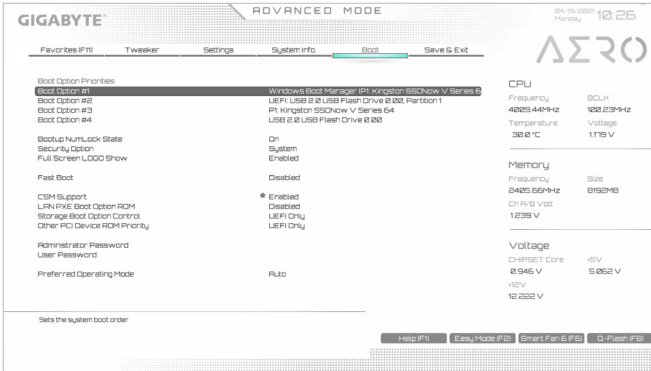 GIGABYTE™
ADVANCED MODE
04/19/2021
Monday
10:26
AERO
Favorites (F11)
Tweaker
Settings
System Info.
Boot
Save & Exit
Boot Option Priorities
Boot Option #1 Windows Boot Manager (P1: Kingston SSDNow V Series 6
Boot Option #2 UEFI: USB 2.0 USB Flash Drive 0.00, Partition 1
Boot Option #3 P1: Kingston SSDNow V Series 64
Boot Option #4 USB 2.0 USB Flash Drive 0.00
Bootup NumLock State On
Security Option System
Full Screen LOGO Show Enabled
Fast Boot Disabled
CSM Support * Enabled
LAN PXE Boot Option ROM Disabled
Storage Boot Option Control UEFI Only
Other PCI Device ROM Priority UEFI Only
Administrator Password
User Password
Preferred Operating Mode Auto
CPU
Frequency BCLK
4009.44MHz 100.23MHz
Temperature Voltage
30.0 °C 1.179 V
Memory
Frequency Size
2405.66MHz 8192MB
Ch A/B Volt
1.239 V
Voltage
CHIPSET Core +5V
0.946 V 5.062 V
+12V
12.222 V
Sets the system boot order
Help (F1)
Easy Mode (F2)
Smart Fan 6 (F6)
Q-Flash (F8)